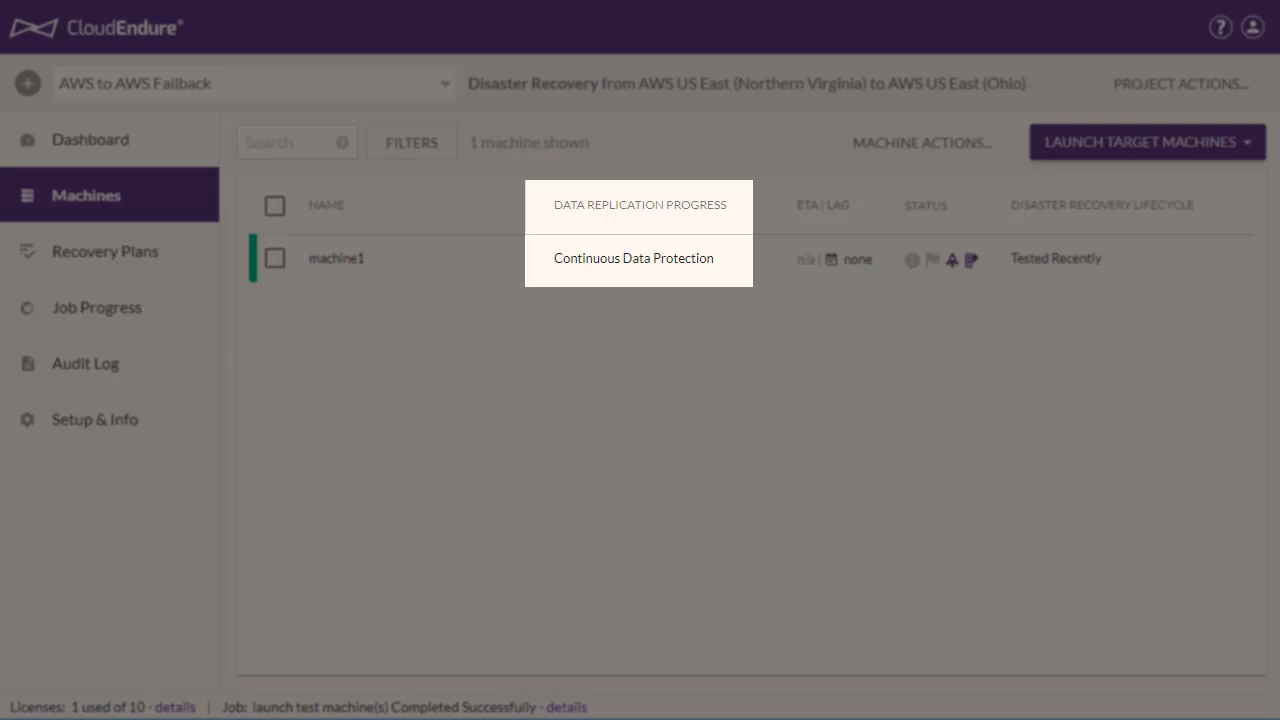 CloudEndure®
AWS to AWS Failback
Disaster Recovery from AWS US East (Northern Virginia) to AWS US East (Ohio)
PROJECT ACTIONS...
Dashboard
Machines
Recovery Plans
Job Progress
Audit Log
Setup & Info
Search
FILTERS
1 machine shown
MACHINE ACTIONS...
LAUNCH TARGET MACHINES
NAME
DATA REPLICATION PROGRESS
ETA | LAG
STATUS
DISASTER RECOVERY LIFECYCLE
machine1
Continuous Data Protection
n/a | none
Tested Recently
Licenses: 1 used of 10 - details | Job: launch test machine(s) Completed Successfully - details